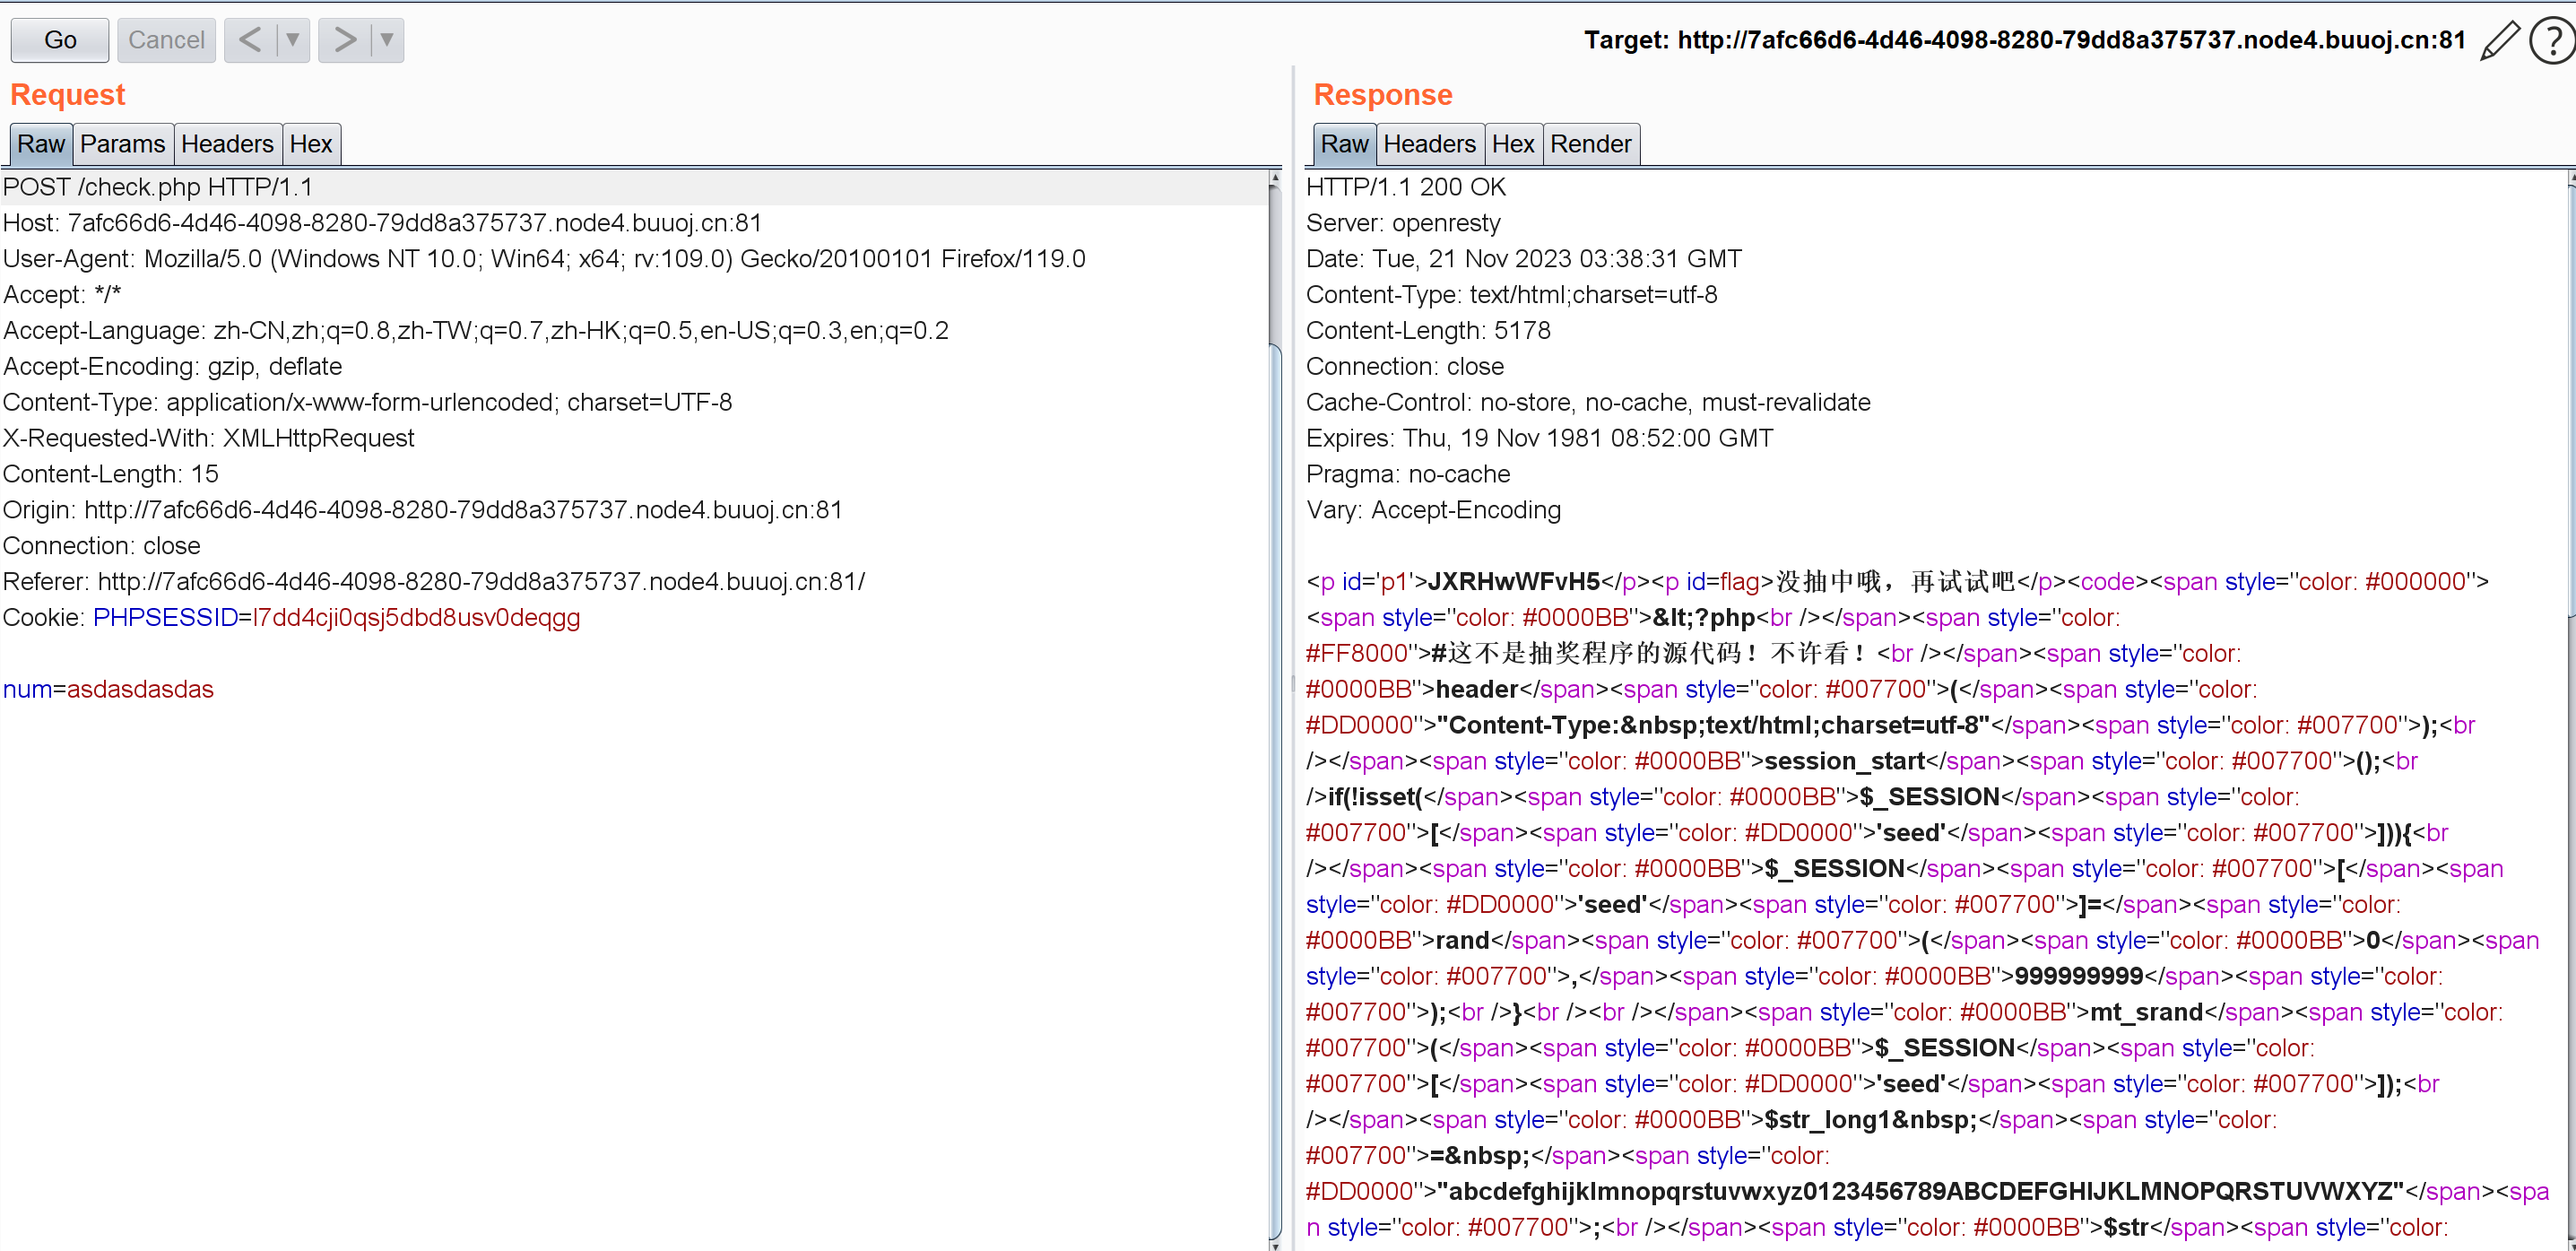 Go Cancel < ▼ > ▼ Target: http://7afc66d6-4d46-4098-8280-79dd8a375737.node4.buuoj.cn:81 ?
Request
Raw Params Headers Hex
POST /check.php HTTP/1.1
Host: 7afc66d6-4d46-4098-8280-79dd8a375737.node4.buuoj.cn:81
User-Agent: Mozilla/5.0 (Windows NT 10.0; Win64; x64; rv:109.0) Gecko/20100101 Firefox/119.0
Accept: */*
Accept-Language: zh-CN,zh;q=0.8,zh-TW;q=0.7,zh-HK;q=0.5,en-US;q=0.3,en;q=0.2
Accept-Encoding: gzip, deflate
Content-Type: application/x-www-form-urlencoded; charset=UTF-8
X-Requested-With: XMLHttpRequest
Content-Length: 15
Origin: http://7afc66d6-4d46-4098-8280-79dd8a375737.node4.buuoj.cn:81
Connection: close
Referer: http://7afc66d6-4d46-4098-8280-79dd8a375737.node4.buuoj.cn:81/
Cookie: PHPSESSID=l7dd4cji0qsj5dbd8usv0deqgg
num=asdasdasdas
Response
Raw Headers Hex Render
HTTP/1.1 200 OK
Server: openresty
Date: Tue, 21 Nov 2023 03:38:31 GMT
Content-Type: text/html;charset=utf-8
Content-Length: 5178
Connection: close
Cache-Control: no-store, no-cache, must-revalidate
Expires: Thu, 19 Nov 1981 08:52:00 GMT
Pragma: no-cache
Vary: Accept-Encoding
<p id='p1'>JXRHwWFvH5</p><p id=flag>没抽中哦，再试试吧</p><code><span style="color: #000000">
<span style="color: #0000BB">&lt;?php<br /></span><span style="color:
#FF8000">#这不是抽奖程序的源代码！不许看！<br /></span><span style="color:
#0000BB">header</span><span style="color: #007700">(</span><span style="color:
#DD0000">"Content-Type:&nbsp;text/html;charset=utf-8"</span><span style="color: #007700">);<br
/></span><span style="color: #0000BB">session_start</span><span style="color: #007700">();<br
/>if(!isset(</span><span style="color: #0000BB">$_SESSION</span><span style="color:
#007700">[</span><span style="color: #DD0000">'seed'</span><span style="color: #007700">])){<br
/></span><span style="color: #0000BB">$_SESSION</span><span style="color: #007700">[</span><span
style="color: #DD0000">'seed'</span><span style="color: #007700">]=</span><span style="color:
#0000BB">rand</span><span style="color: #007700">(</span><span style="color: #0000BB">0</span><span
style="color: #007700">,</span><span style="color: #0000BB">999999999</span><span style="color:
#007700">);<br />}<br /><br /></span><span style="color: #0000BB">mt_srand</span><span style="color:
#007700">(</span><span style="color: #0000BB">$_SESSION</span><span style="color:
#007700">[</span><span style="color: #DD0000">'seed'</span><span style="color: #007700">]);<br
/></span><span style="color: #0000BB">$str_long1&nbsp;</span><span style="color:
#007700">=&nbsp;</span><span style="color:
#DD0000">"abcdefghijklmnopqrstuvwxyz0123456789ABCDEFGHIJKLMNOPQRSTUVWXYZ"</span><spa
n style="color: #007700">;<br /></span><span style="color: #0000BB">$str</span><span style="color: